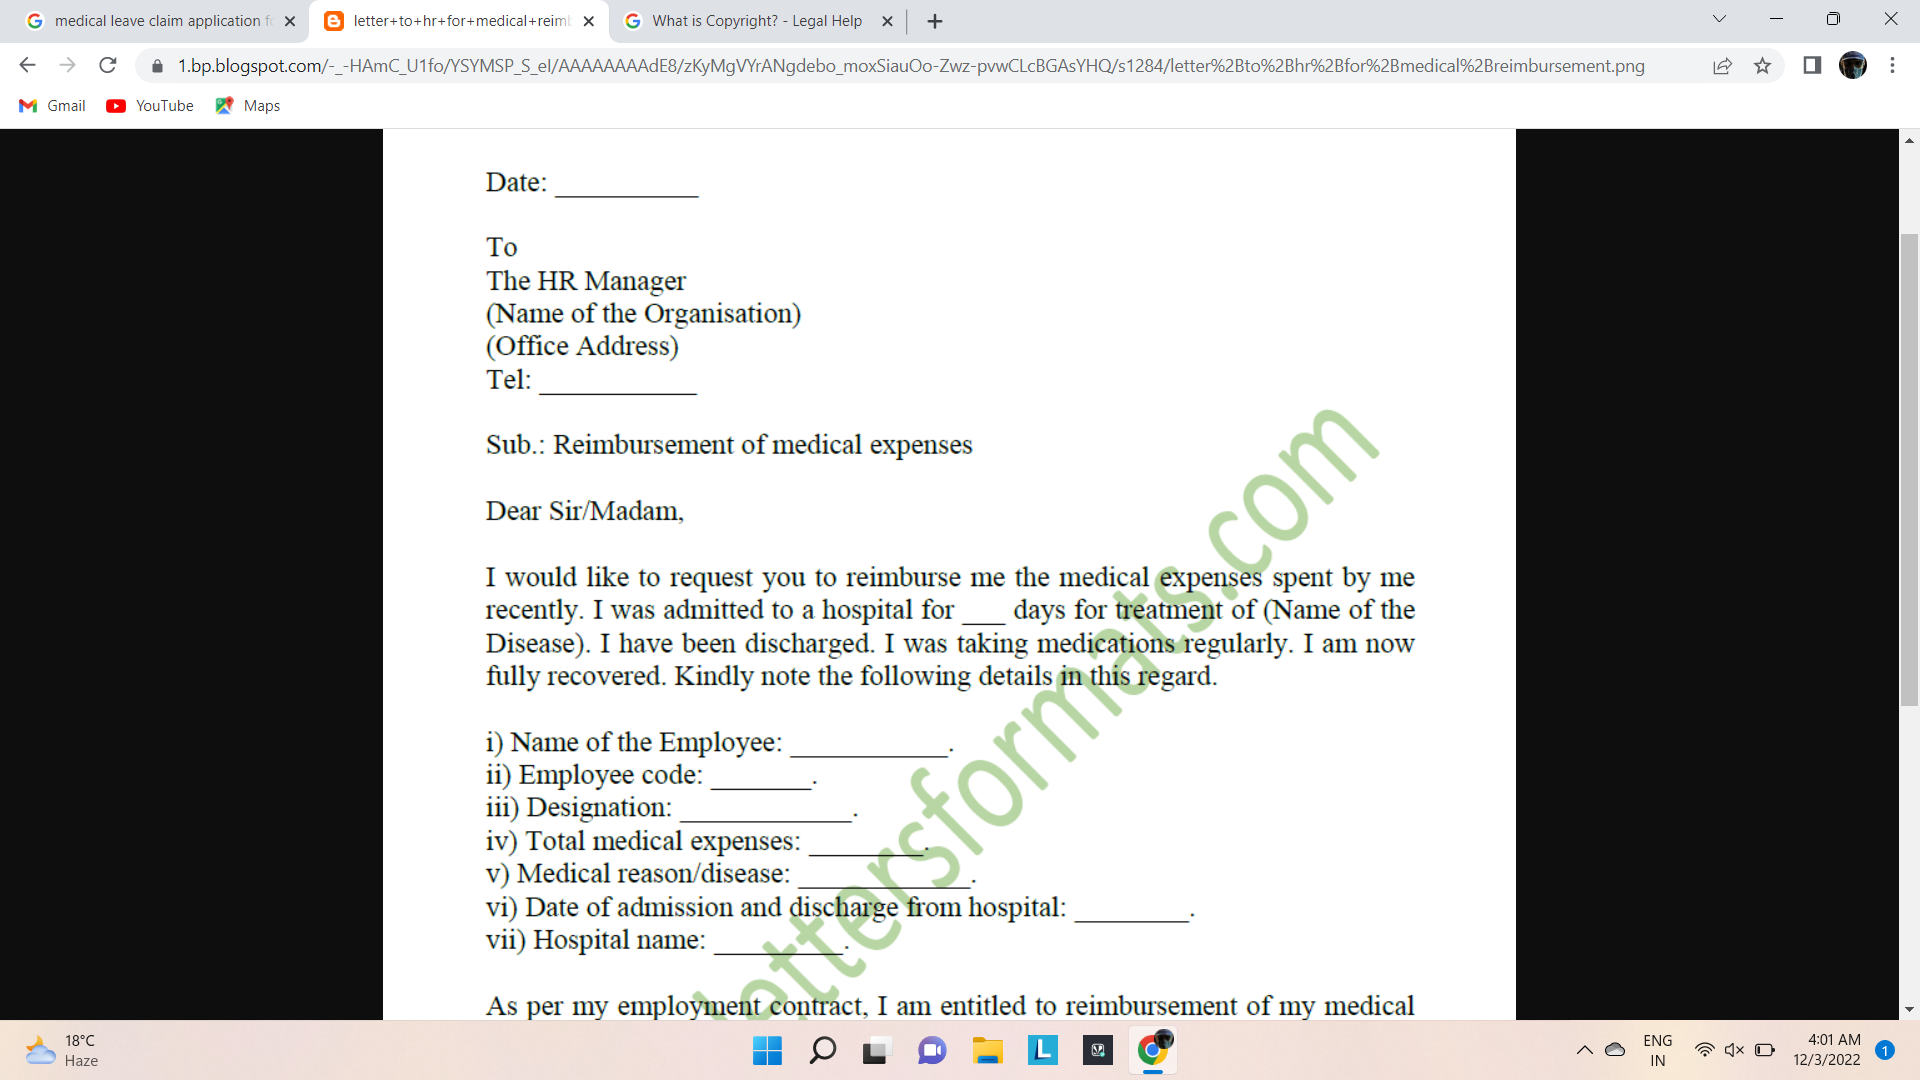 medical leave claim application f
letter+to+hr+for+medical+reim
What is Copyright? - Legal Help
1.bp.blogspot.com/-_-HAmC_U1fo/YSYMSP_S_eI/AAAAAAAAdE8/zKyMgVYrANgdebo_moxSiauOo-Zwz-pvwCLcBGAsYHQ/s1284/letter%2Bto%2Bhr%2Bfor%2Bmedical%2Breimbursement.png
Gmail YouTube Maps
Date: __________
To
The HR Manager
(Name of the Organisation)
(Office Address)
Tel: ___________
Sub.: Reimbursement of medical expenses
Dear Sir/Madam,
I would like to request you to reimburse me the medical expenses spent by me
recently. I was admitted to a hospital for ___ days for treatment of (Name of the
Disease). I have been discharged. I was taking medications regularly. I am now
fully recovered. Kindly note the following details in this regard.
i) Name of the Employee: ___________.
ii) Employee code: _______.
iii) Designation: ____________.
iv) Total medical expenses: ________.
v) Medical reason/disease: ____________.
vi) Date of admission and discharge from hospital: ________.
vii) Hospital name: _________.
As per my employment contract, I am entitled to reimbursement of my medical
lettersformats.com
18°C
Haze
L
ENG
IN
4:01 AM
12/3/2022
1